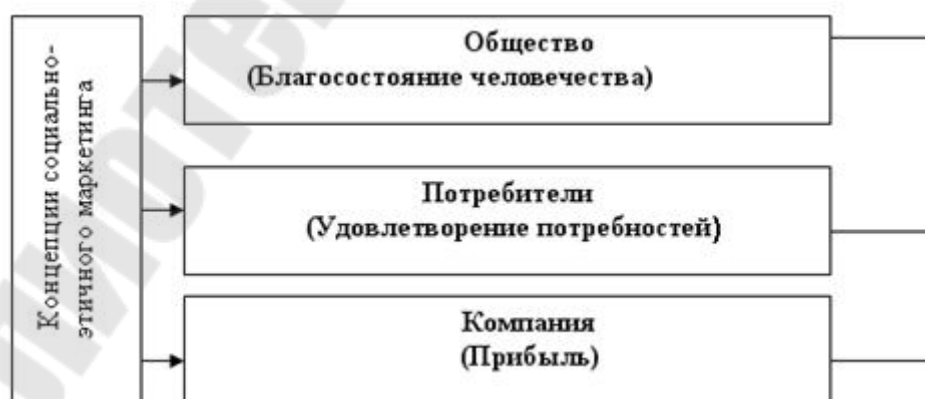 Концепции социально-
этичного маркетинга
Общество
(Благосостояние человечества)
Потребители
(Удовлетворение потребностей)
Компания
(Прибыль)